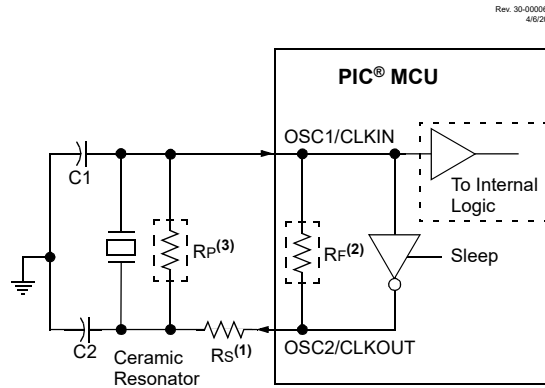 Rev. 30-00006
4/6/20
PIC® MCU
OSC1/CLKIN
C1
To Internal
Logic
RP(3)
RF(2)
Sleep
C2
Ceramic
Resonator
RS(1)
OSC2/CLKOUT